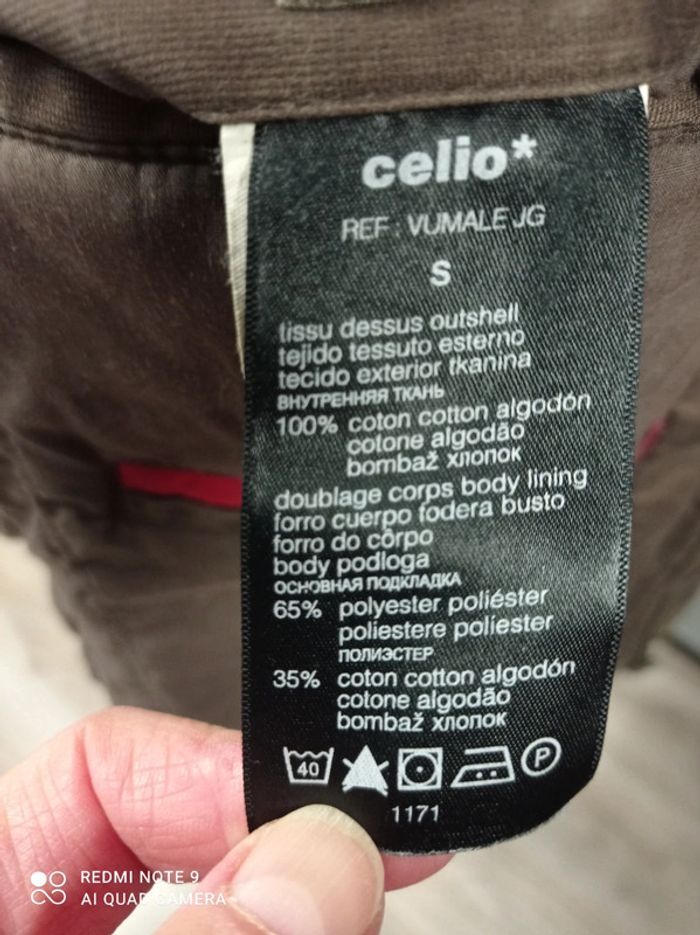 celio*
REF : VUMALE JG
S
tissu dessus outshell
tejido tessuto esterno
tecido exterior tkanina
ВНУТРЕННЯЯ ТКАНЬ
100% coton cotton algodón
cotone algodão
bombaž хлопок
doublage corps body lining
forro cuerpo fodera busto
forro do côrpo
body podloga
ОСНОВНАЯ ПОДКЛАДКА
65% polyester poliéster
poliestere poliester
ПОЛИЭСТЕР
35% coton cotton algodón
cotone algodão
bombaž хлопок
40 P
1171
REDMI NOTE 9
AI QUAD CAMERA